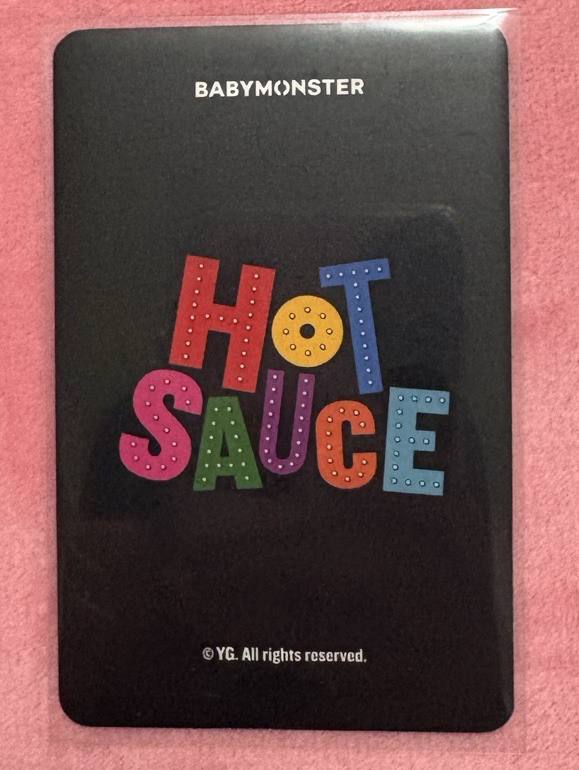 BABYMONSTER
HOT
SAUCE
© YG. All rights reserved.